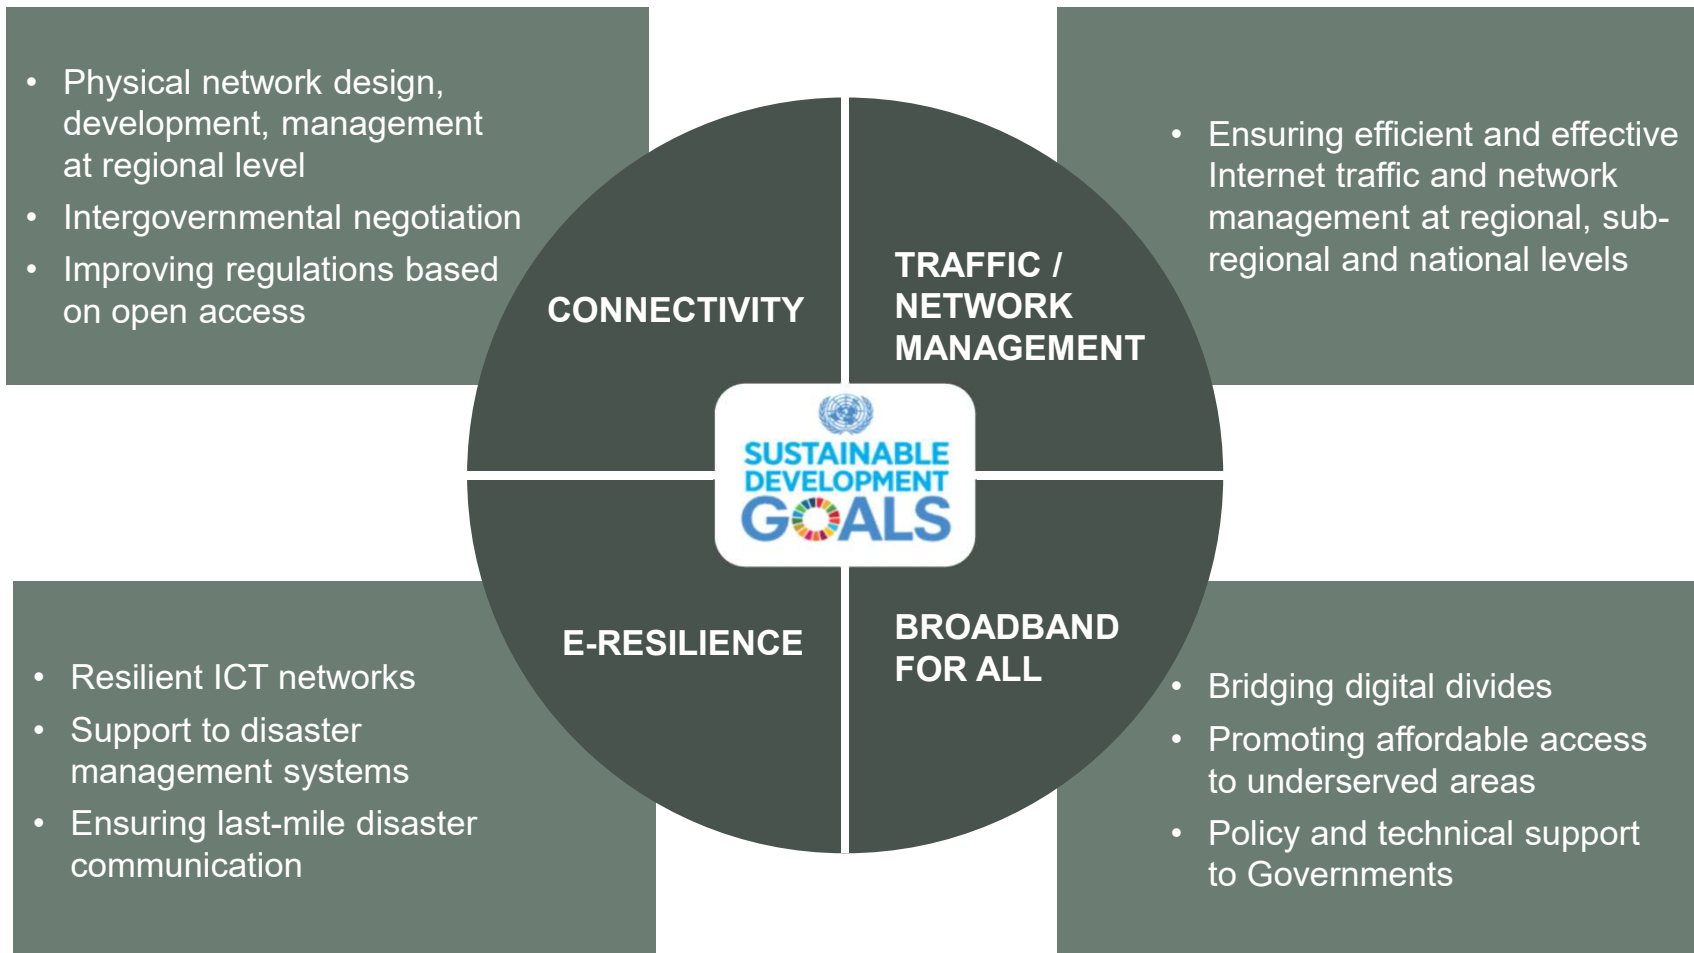 • Physical network design,
development, management
at regional level
• Intergovernmental negotiation
• Improving regulations based
on open access
CONNECTIVITY
TRAFFIC /
NETWORK
MANAGEMENT
• Ensuring efficient and effective
Internet traffic and network
management at regional, sub-
regional and national levels
SUSTAINABLE
DEVELOPMENT
GOALS
E-RESILIENCE
• Resilient ICT networks
• Support to disaster
management systems
• Ensuring last-mile disaster
communication
BROADBAND
FOR ALL
• Bridging digital divides
• Promoting affordable access
to underserved areas
• Policy and technical support
to Governments